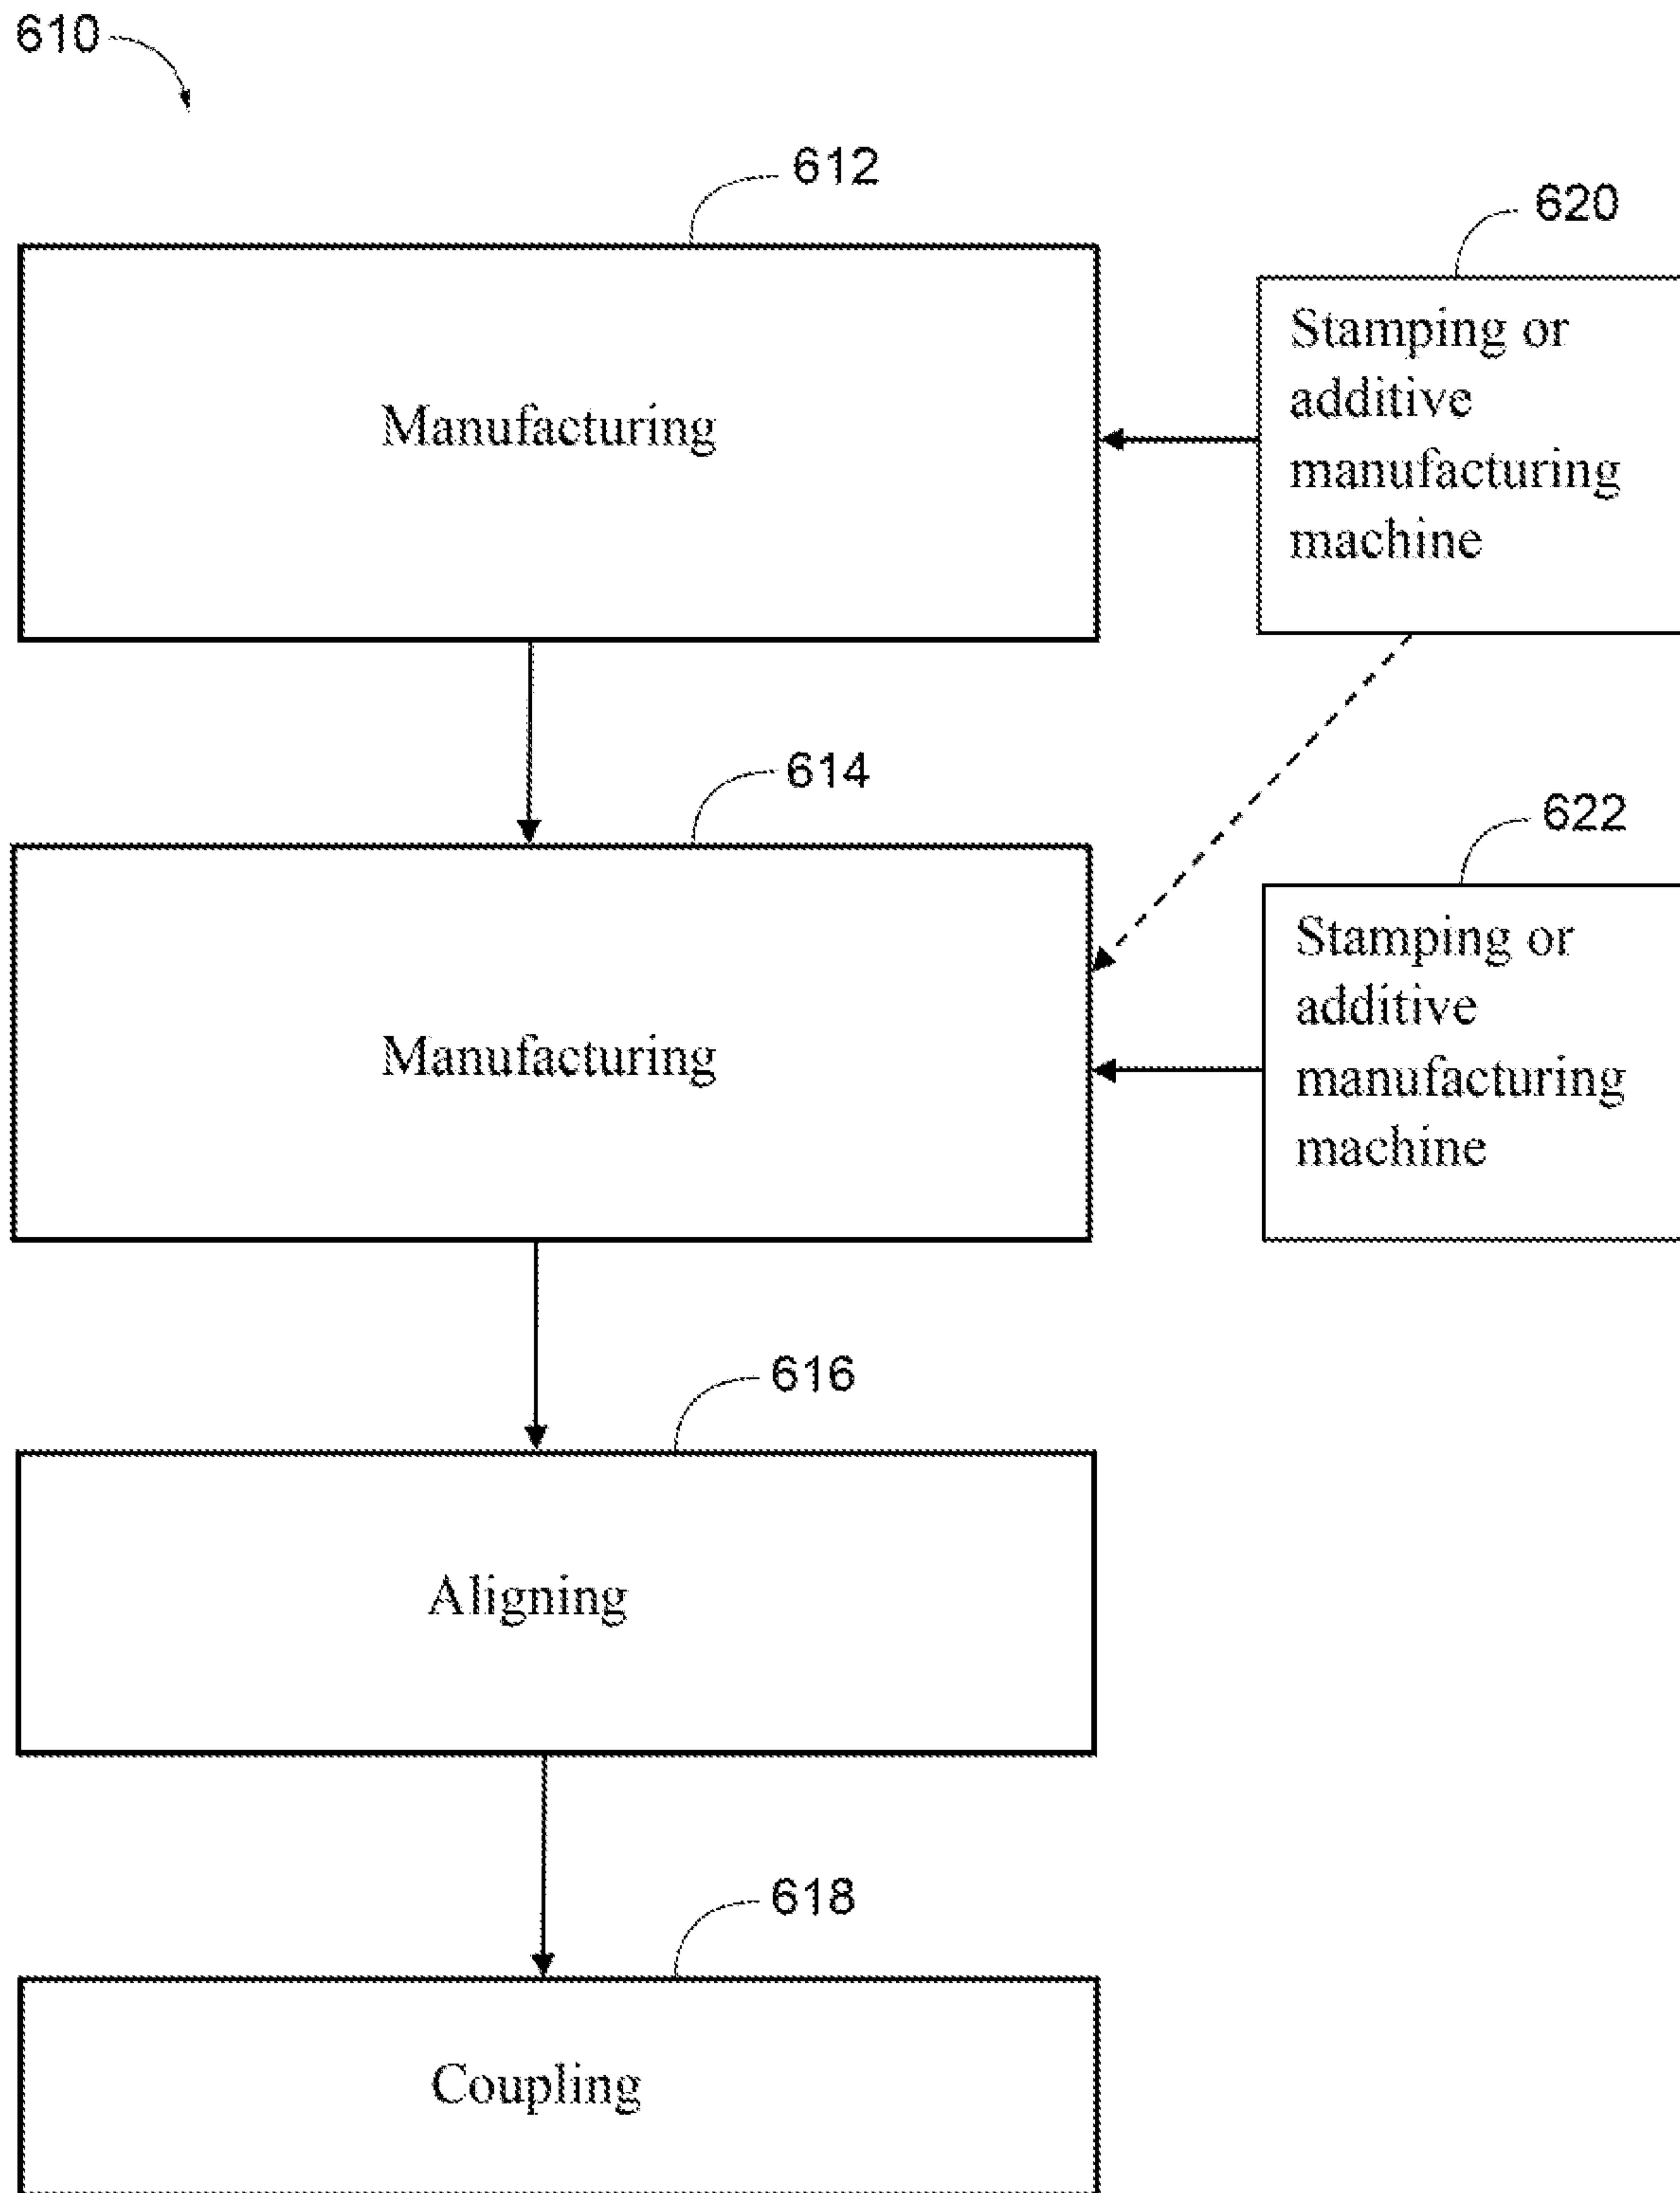 610
612
620
Manufacturing
Stamping or
additive
manufacturing
machine
614
622
Manufacturing
Stamping or
additive
manufacturing
machine
616
Aligning
618
Coupling